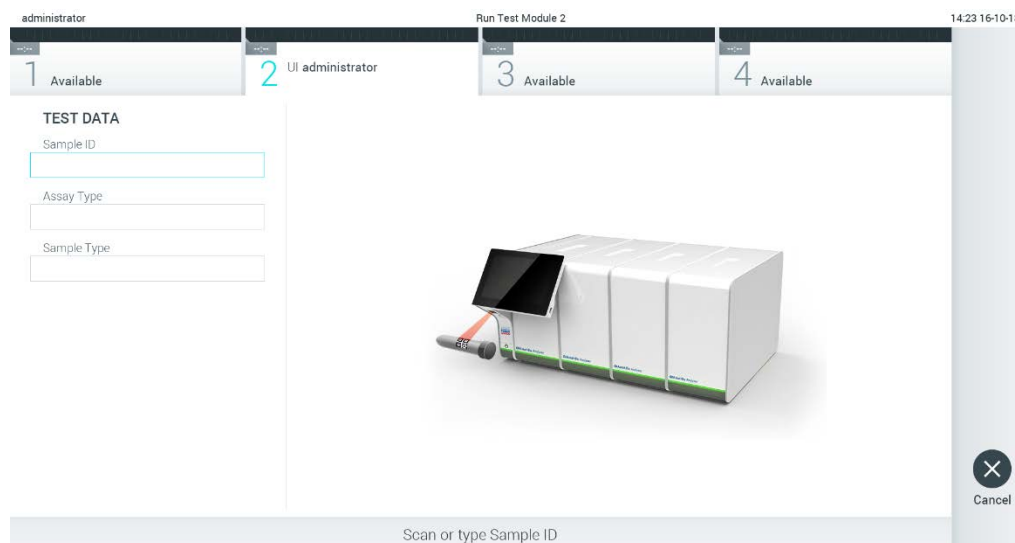 administrator
Run Test Module 2
14:23 16-10-1
--:--
1 Available
--:--
2 UI administrator
--:--
3 Available
--:--
4 Available
TEST DATA
Sample ID
Assay Type
Sample Type
Cancel
Scan or type Sample ID